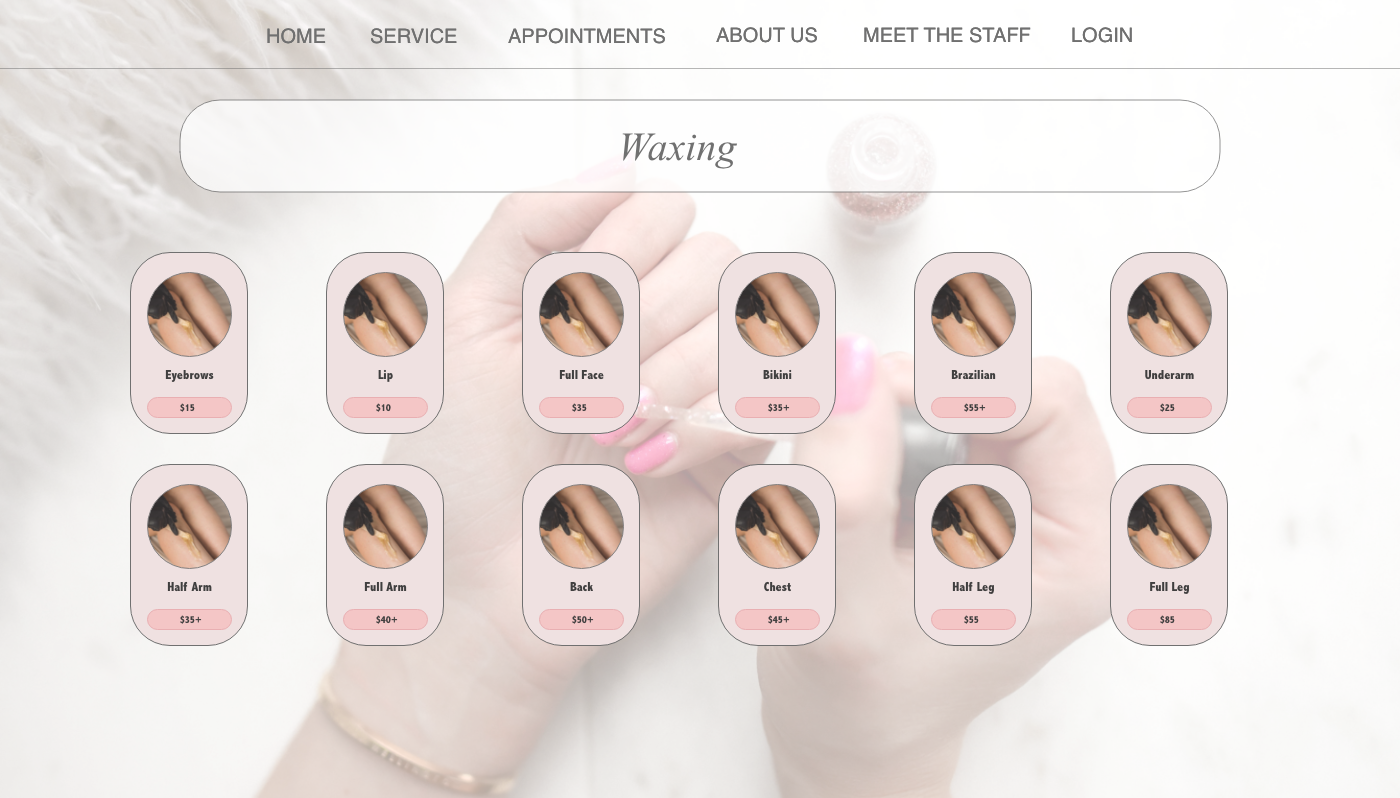 HOME SERVICE APPOINTMENTS ABOUT US MEET THE STAFF LOGIN
Waxing
Eyebrows
$15
Lip
$10
Full Face
$35
Bikini
$35+
Brazilian
$55+
Underarm
$25
Half Arm
$35+
Full Arm
$40+
Back
$50+
Chest
$45+
Half Leg
$55
Full Leg
$85